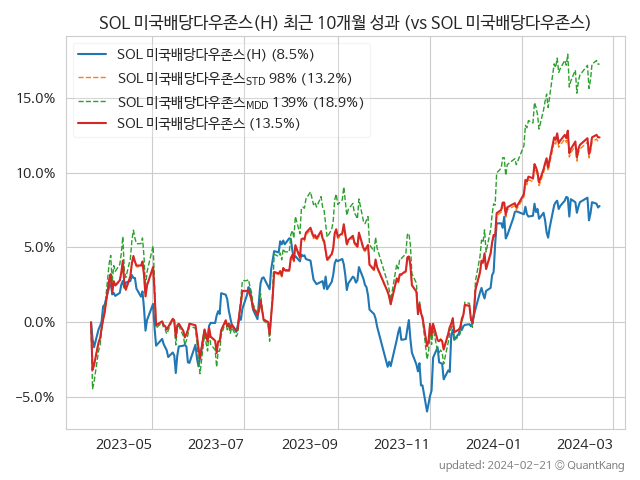 SOL 미국배당다우존스(H) 최근 10개월 성과 (vs SOL 미국배당다우존스)
SOL 미국배당다우존스(H) (8.5%)
SOL 미국배당다우존스STD 98% (13.2%)
SOL 미국배당다우존스MDD 139% (18.9%)
SOL 미국배당다우존스 (13.5%)
15.0%
10.0%
5.0%
0.0%
−5.0%
2023-05 2023-07 2023-09 2023-11 2024-01 2024-03
updated: 2024-02-21 © QuantKang